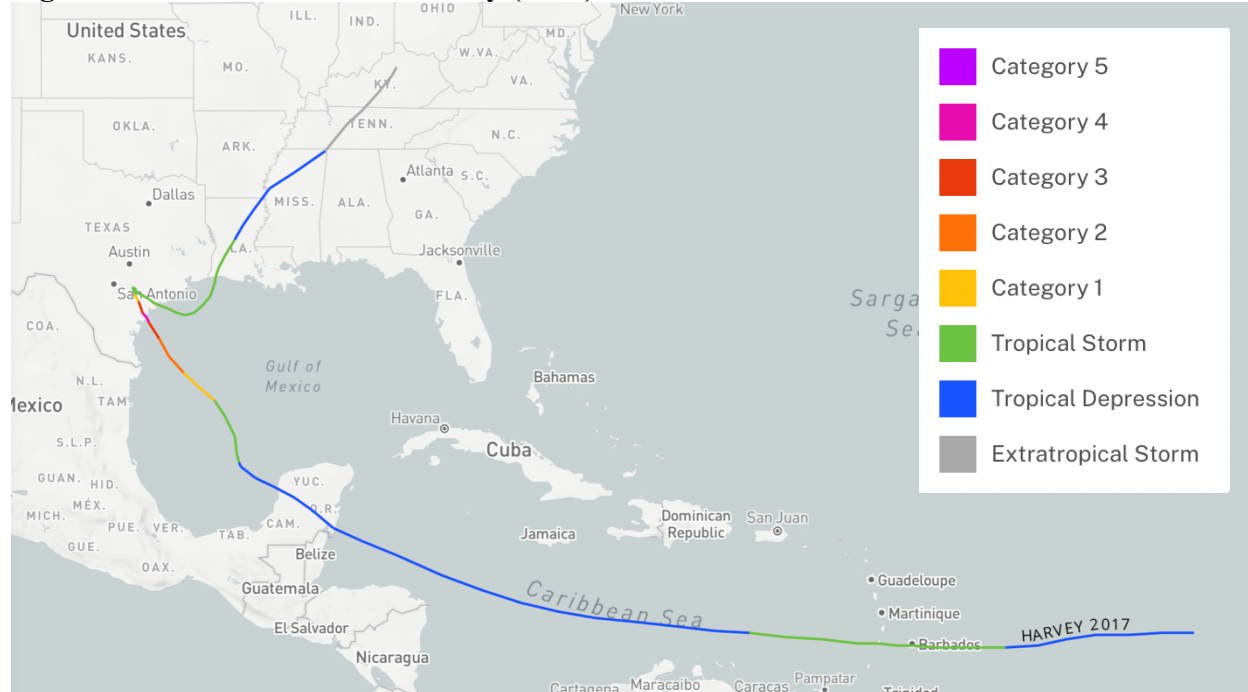 United States
KANS.
MO.
ILL.
IND.
OHIO
New York
MD.
W.VA.
VA.
KY.
TENN.
N.C.
OKLA.
ARK.
MISS.
ALA.
Atlanta
S.C.
GA.
Dallas
TEXAS
Austin
San Antonio
LA.
Jacksonville
FLA.
COA.
N.L.
TAM.
Mexico
S.L.P.
GUAN.
HID.
MÉX.
MICH.
PUE.
VER.
GUE.
OAX.
TAB.
CAM.
YUC.
Q.R.
Gulf of
Mexico
Bahamas
Havana
Cuba
Jamaica
Dominican
Republic
San Juan
Belize
Guatemala
El Salvador
Nicaragua
Caribbean Sea
Guadeloupe
Martinique
Barbados
HARVEY 2017
Cartagena
Maracaibo
Caracas
Pampatar
Trinidad
Category 5
Category 4
Category 3
Category 2
Category 1
Tropical Storm
Tropical Depression
Extratropical Storm